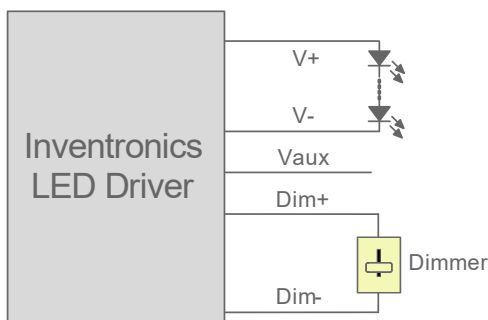 Inventronics
LED Driver
V+
V-
Vaux
Dim+
Dimmer
Dim-